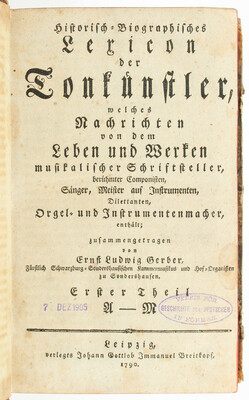 Historisch-Biographisches
Lexicon
der
Tonkünstler,
welches
Nachrichten
von dem
Leben und Werken
musikalischer Schriftsteller,
berühmter Componisten,
Sänger, Meister auf Instrumenten,
Dilettanten,
Orgel- und Instrumentenmacher,
enthält;
zusammengetragen
von
Ernst Ludwig Gerber,
Fürstlich Schwarzburg-Sondershausischen Kammermusikus und Hof-Organisten
zu Sondershausen.
Erster Theil
A—M
7 DEZ 1905
Leipzig,
verlegts Johann Gottlob Immanuel Breitkopf,
1790.